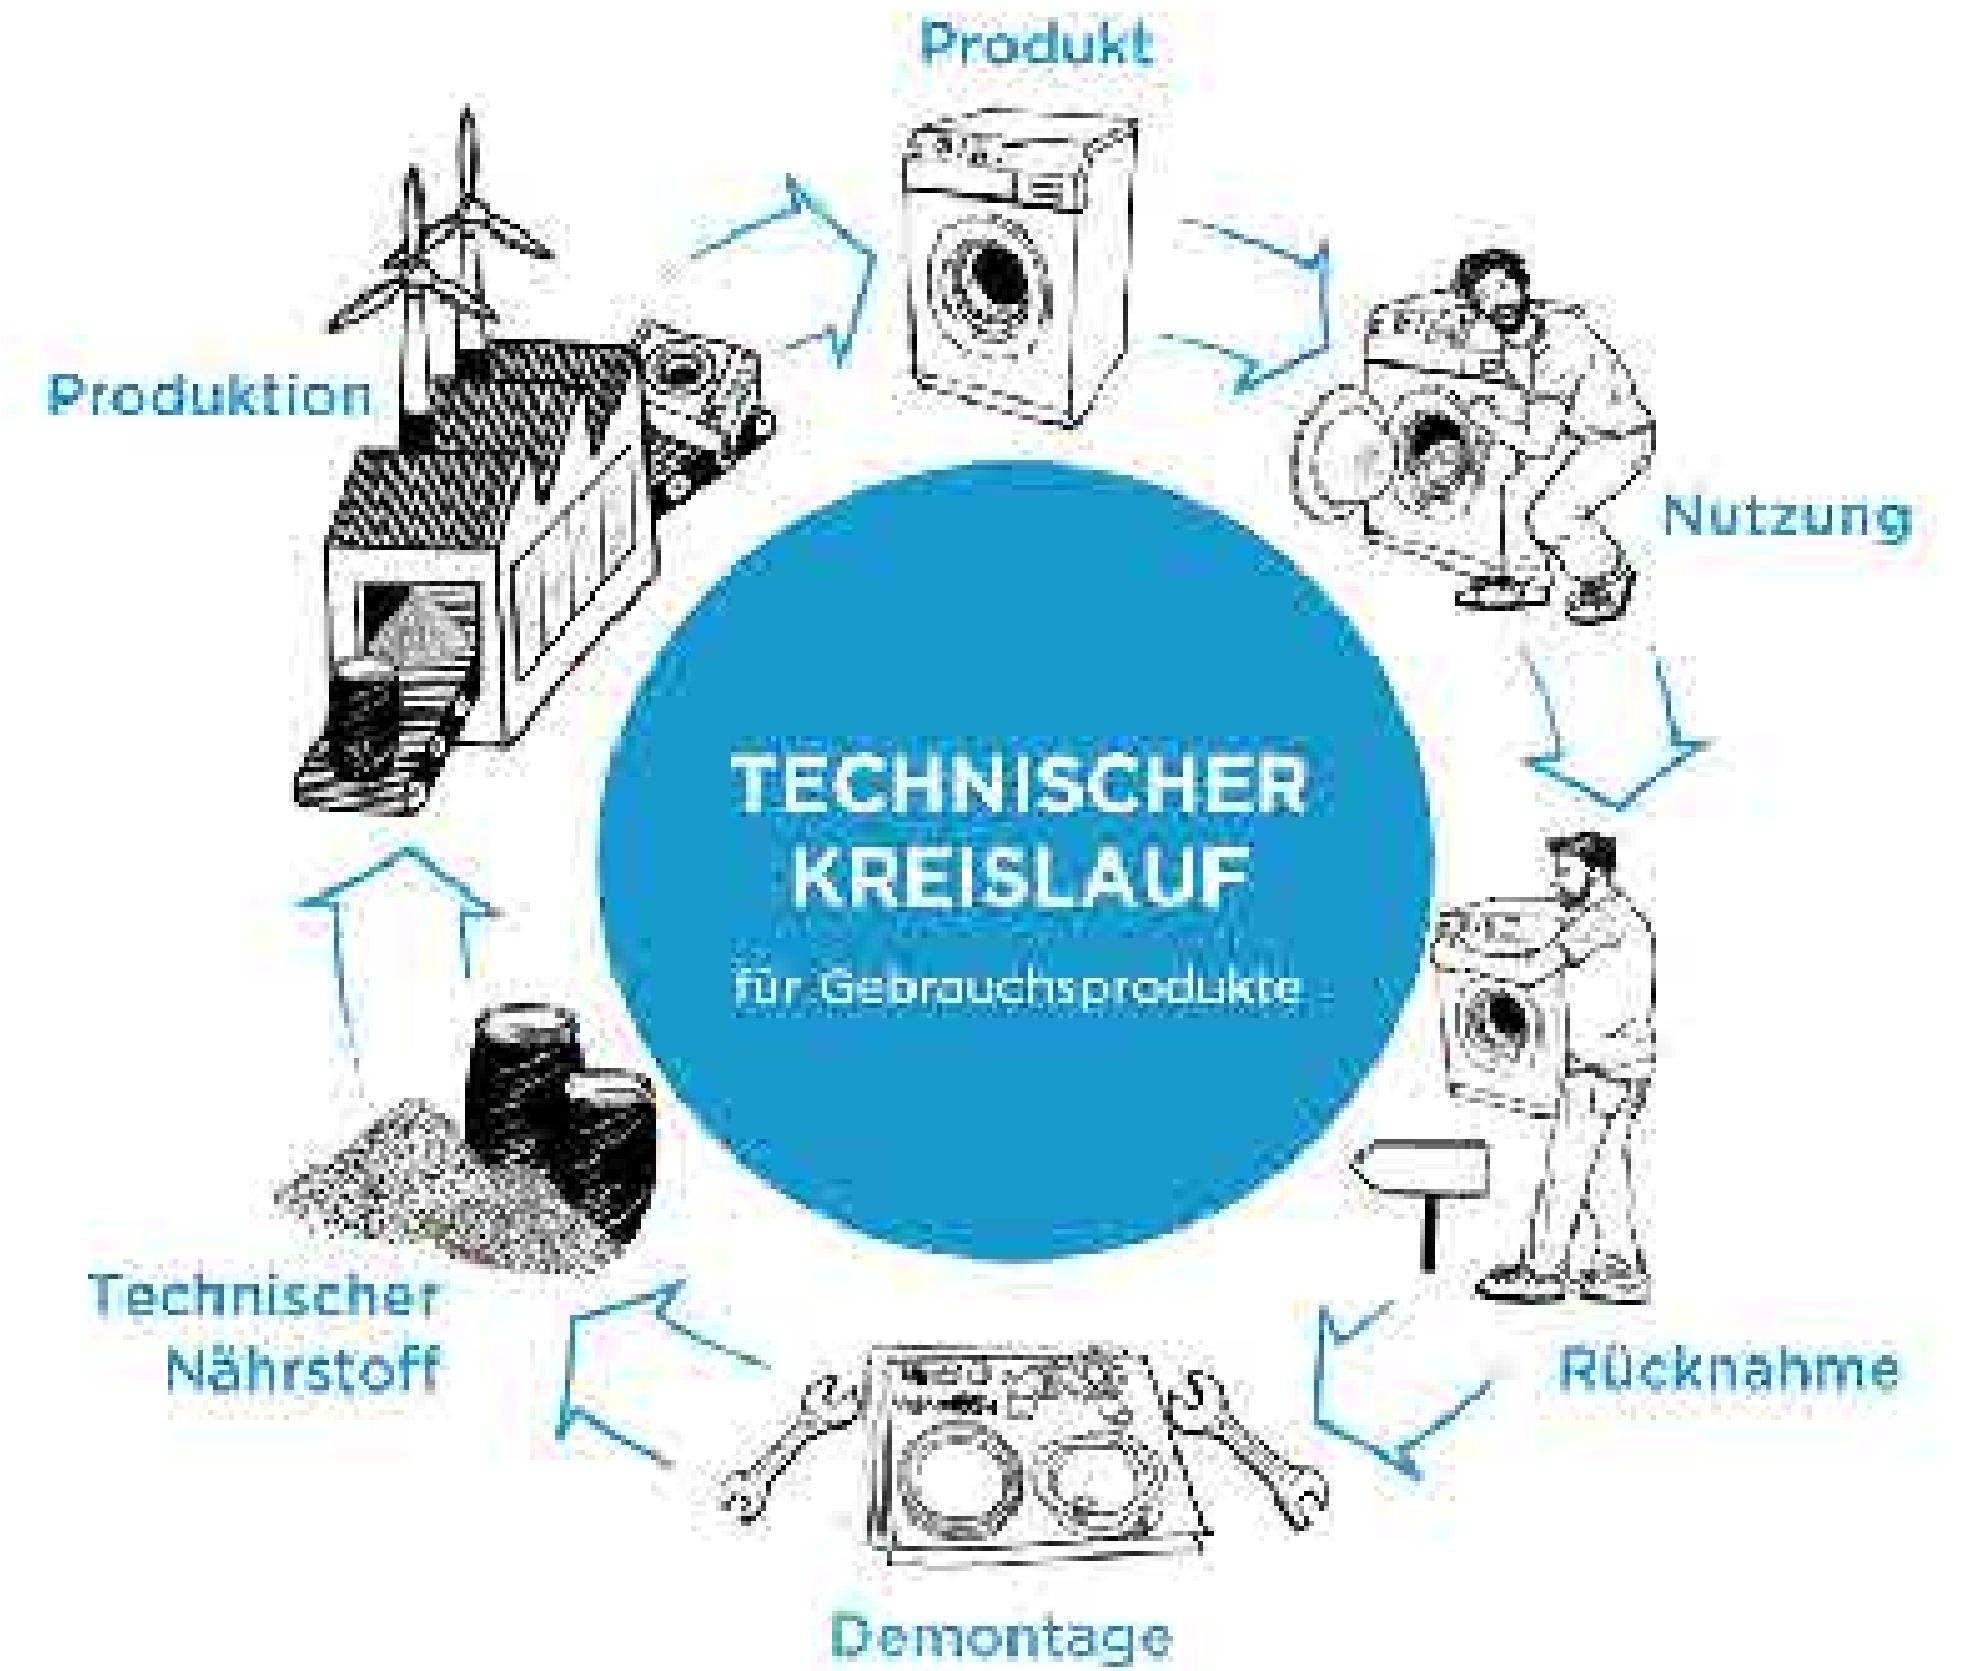 Produkt
Produktion
Nutzung
TECHNISCHER
KREISLAUF
für Gebrauchsprodukte
Technischer
Nährstoff
Rücknahme
Demontage